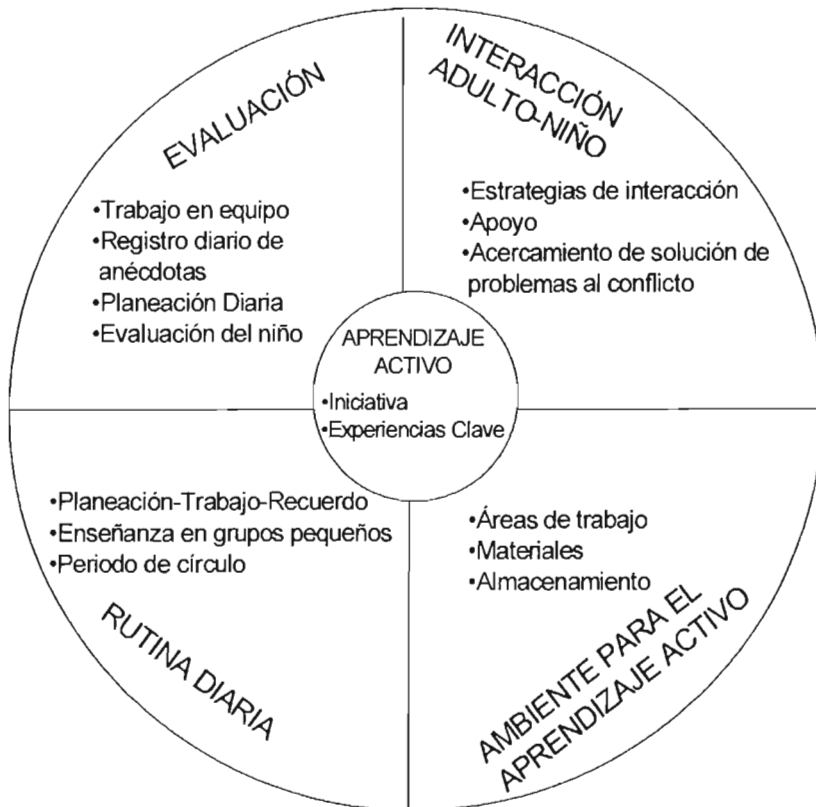 EVALUACIÓN
•Trabajo en equipo
•Registro diario de
anécdotas
•Planeación Diaria
•Evaluación del niño
INTERACCIÓN
ADULTO-NIÑO
•Estrategias de interacción
•Apoyo
•Acercamiento de solución de
problemas al conflicto
APRENDIZAJE
ACTIVO
•Iniciativa
•Experiencias Clave
•Planeación-Trabajo-Recuerdo
•Enseñanza en grupos pequeños
•Periodo de círculo
RUTINA DIARIA
•Áreas de trabajo
•Materiales
•Almacenamiento
AMBIENTE PARA EL
APRENDIZAJE ACTIVO